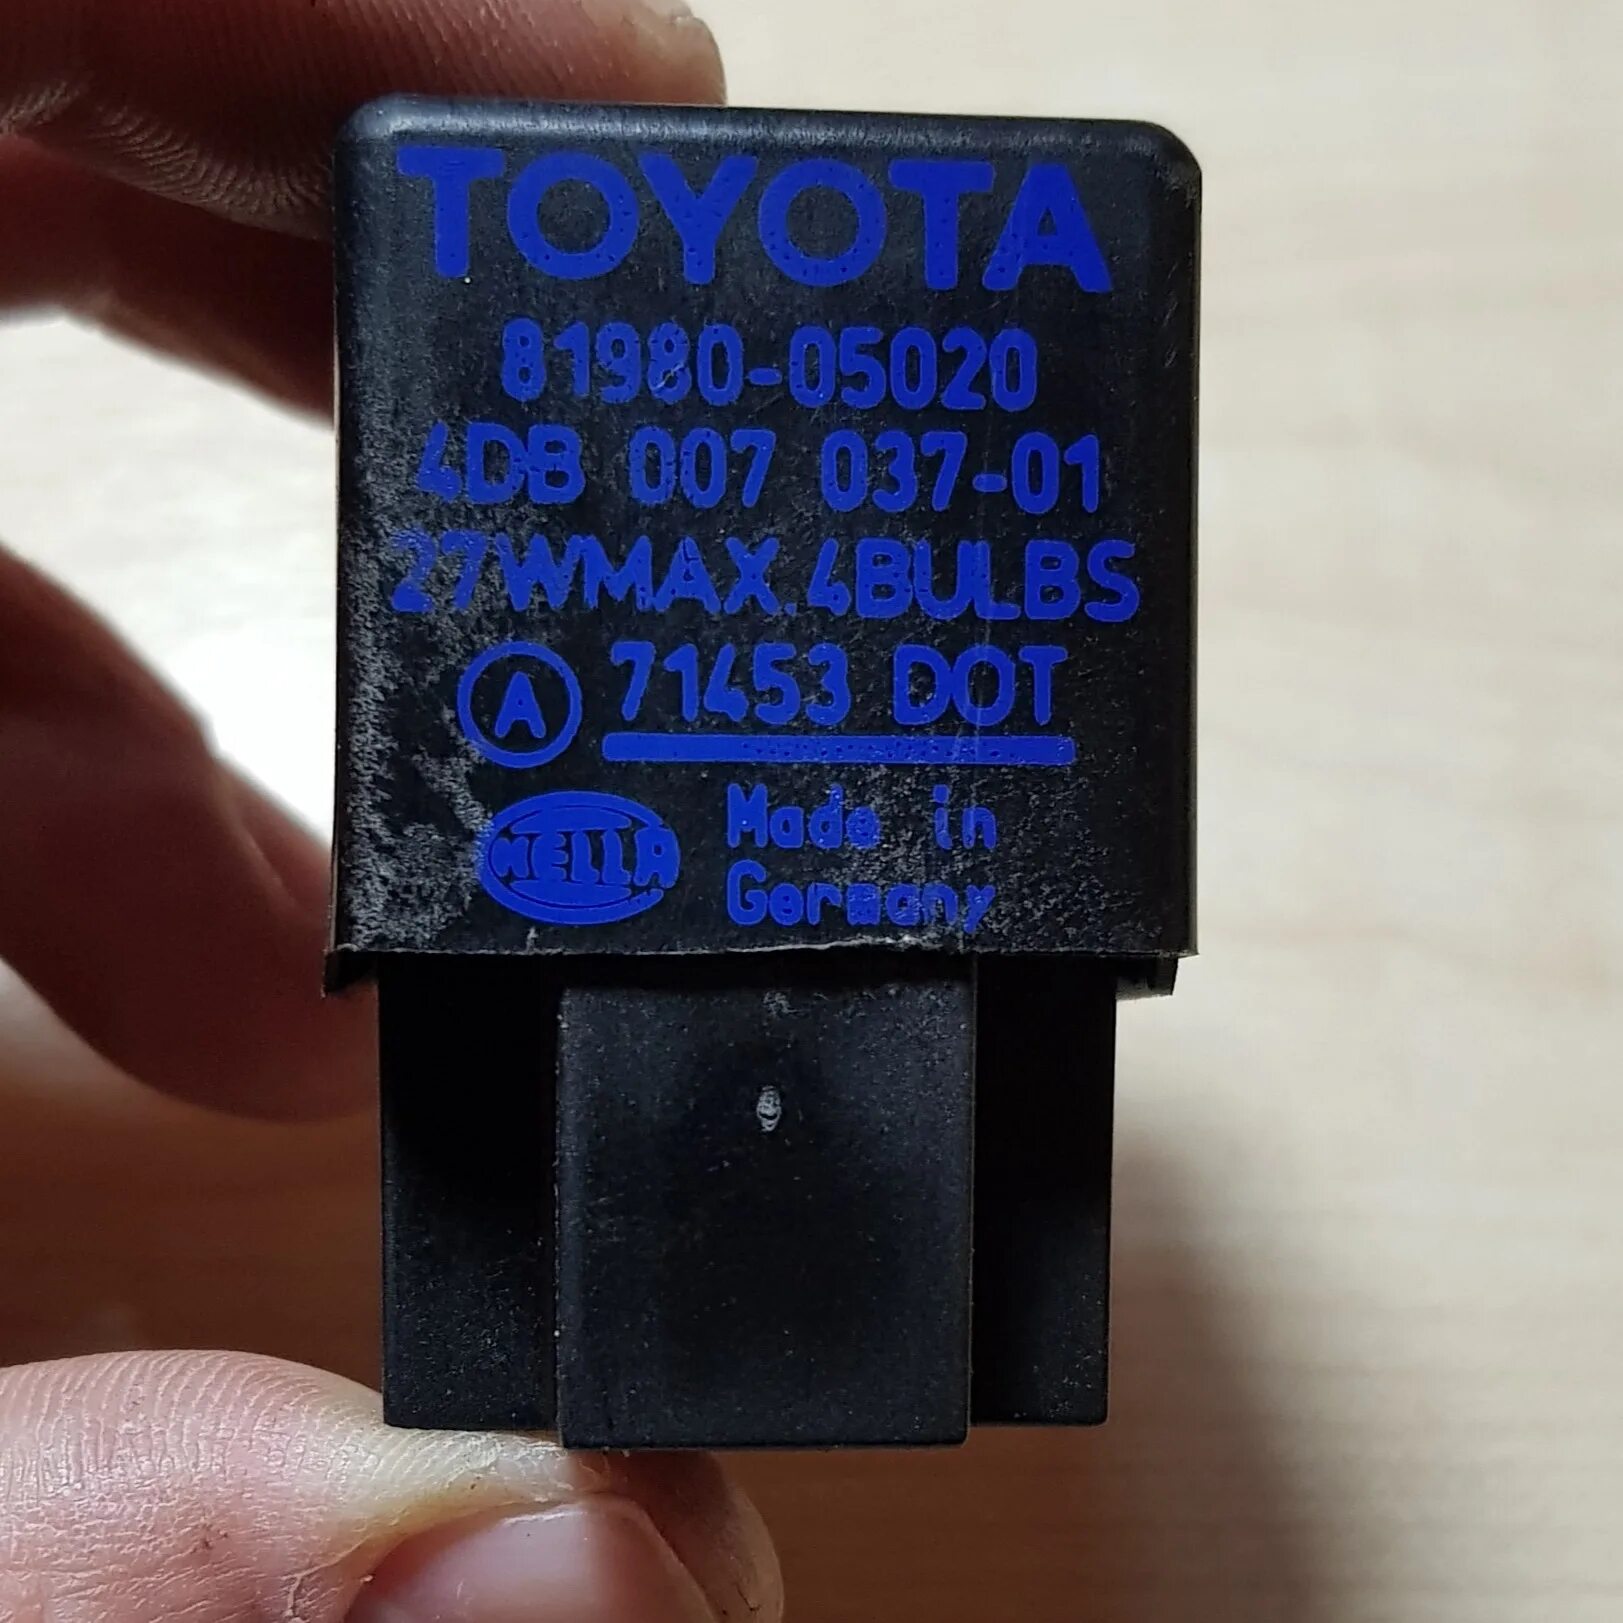 TOYOTA
81980-05020
4DB 007 037-01
27WMAX.4BULBS
A 71453 DOT
HELLA Made in
Germany